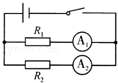 R₁ A₁
R₂ A₂